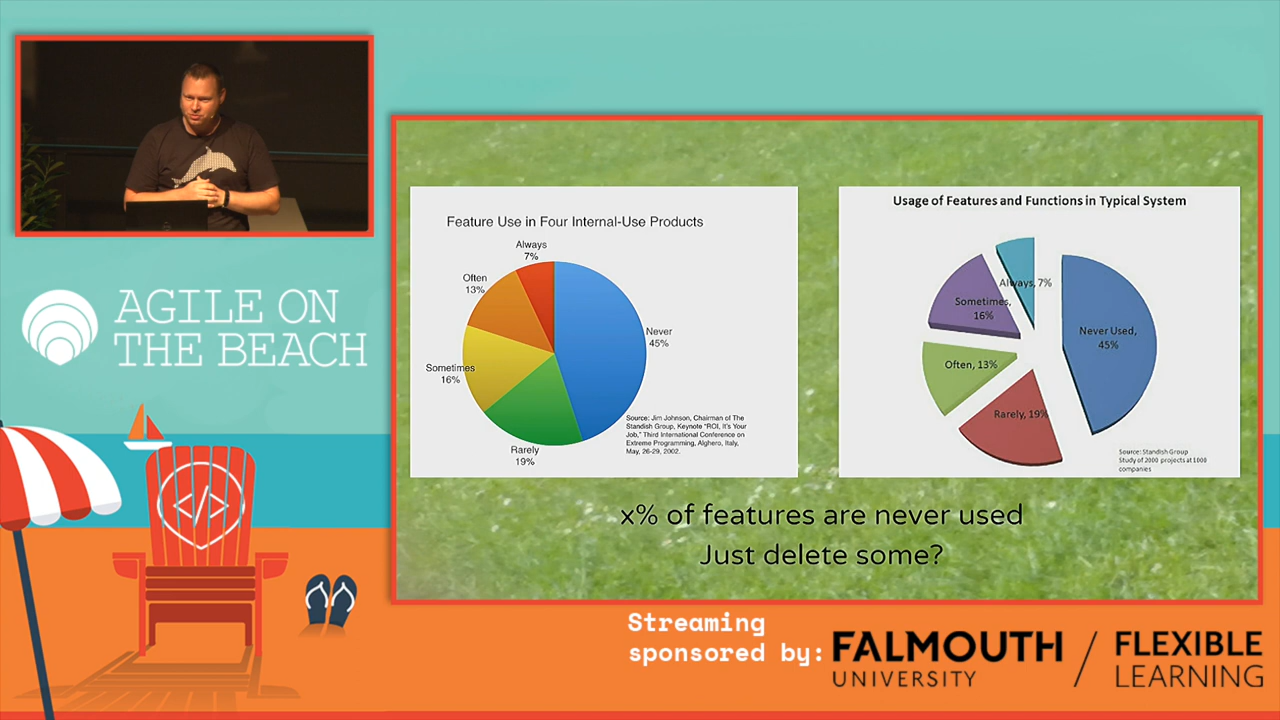 AGILE ON
THE BEACH
Feature Use in Four Internal-Use Products
Always
7%
Often
13%
Never
45%
Sometimes
16%
Rarely
19%
Source: Jim Johnson, Chairman of The
Standish Group, Keynote "ROI, It's Your
Job," Third International Conference on
Extreme Programming, Alghero, Italy,
May, 26-29, 2002.
Usage of Features and Functions in Typical System
Always, 7%
Sometimes,
16%
Never Used,
45%
Often, 13%
Rarely, 19%
Source: Standish Group
Study of 2000 projects at 1000
companies
x% of features are never used
Just delete some?
Streaming
sponsored by:
FALMOUTH
UNIVERSITY
/
FLEXIBLE
LEARNING